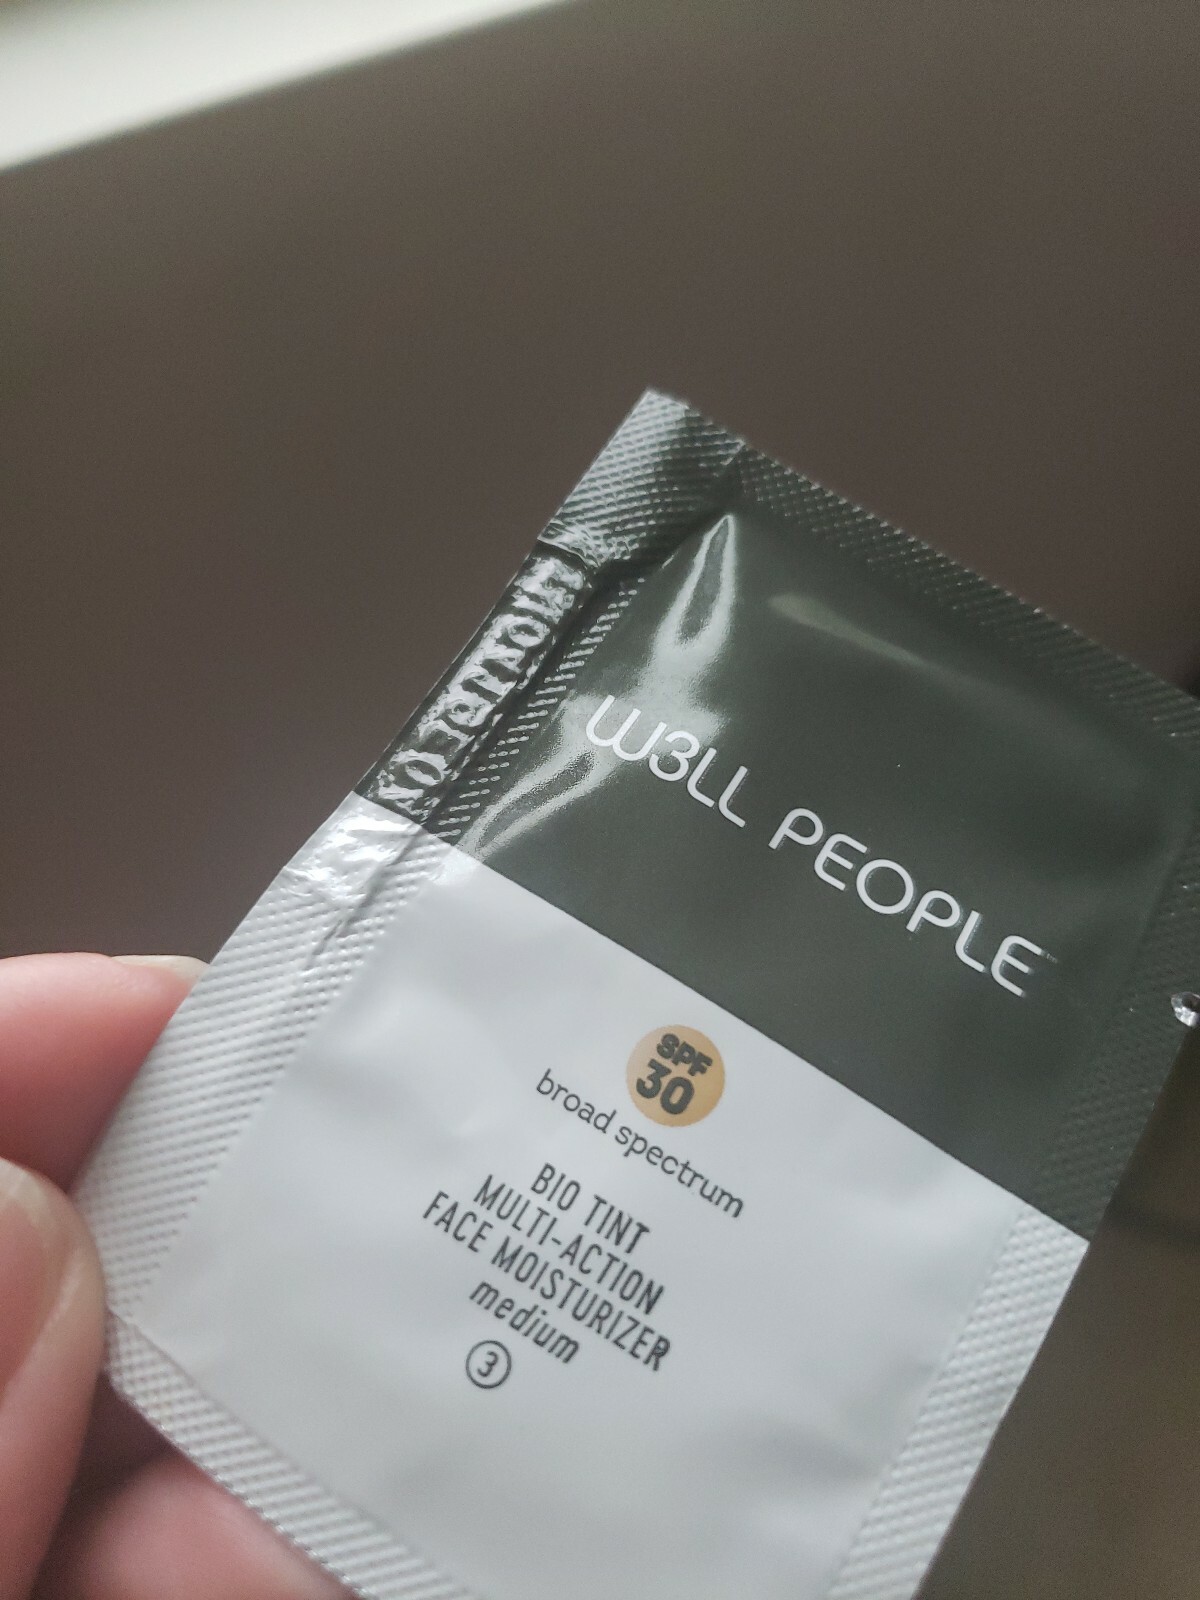 W3LL PEOPLE
SPF
30
broad spectrum
BIO TINT
MULTI-ACTION
FACE MOISTURIZER
medium
3